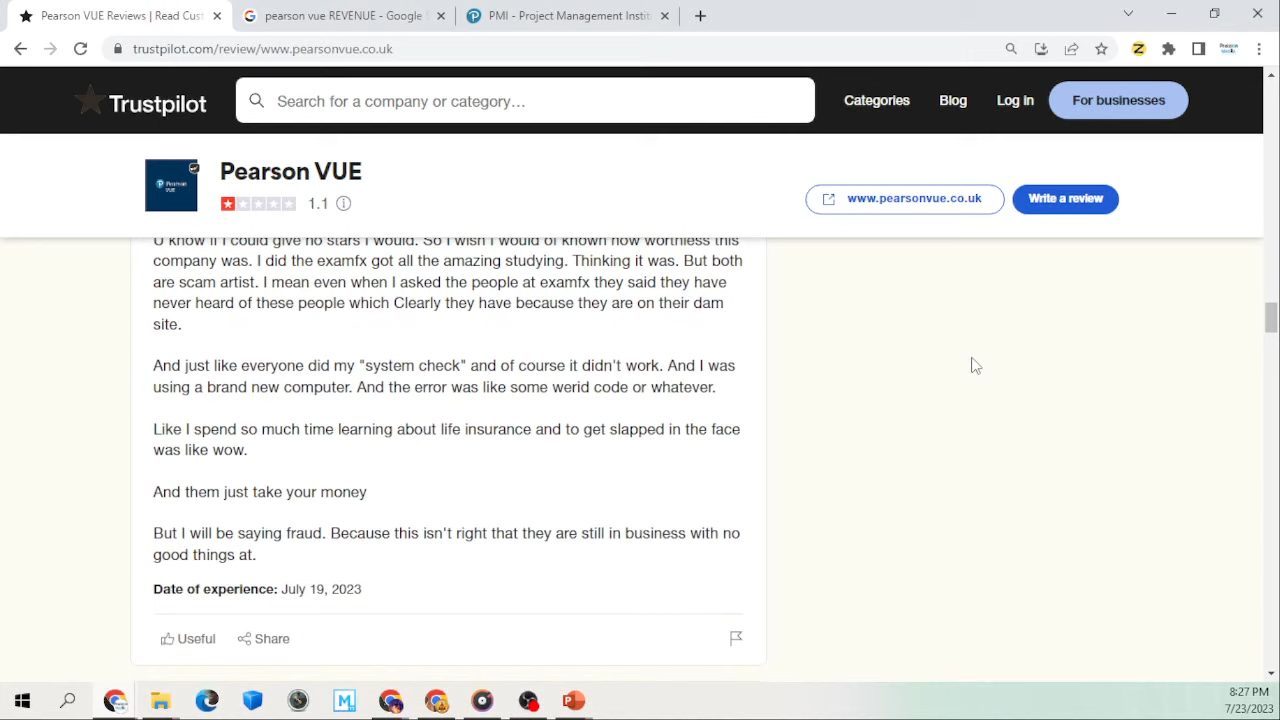 Pearson VUE Reviews | Read Cust
pearson vue REVENUE - Google S
PMI - Project Management Institu
trustpilot.com/review/www.pearsonvue.co.uk
Trustpilot
Search for a company or category…
Categories
Blog
Log in
For businesses
Pearson VUE
Pearson VUE
1.1
www.pearsonvue.co.uk
Write a review
U know if I could give no stars I would. So I wish I would of known how worthless this
company was. I did the examfx got all the amazing studying. Thinking it was. But both
are scam artist. I mean even when I asked the people at examfx they said they have
never heard of these people which Clearly they have because they are on their dam
site.
And just like everyone did my "system check" and of course it didn't work. And I was
using a brand new computer. And the error was like some werid code or whatever.
Like I spend so much time learning about life insurance and to get slapped in the face
was like wow.
And them just take your money
But I will be saying fraud. Because this isn't right that they are still in business with no
good things at.
Date of experience: July 19, 2023
Useful
Share
8:27 PM
7/23/2023